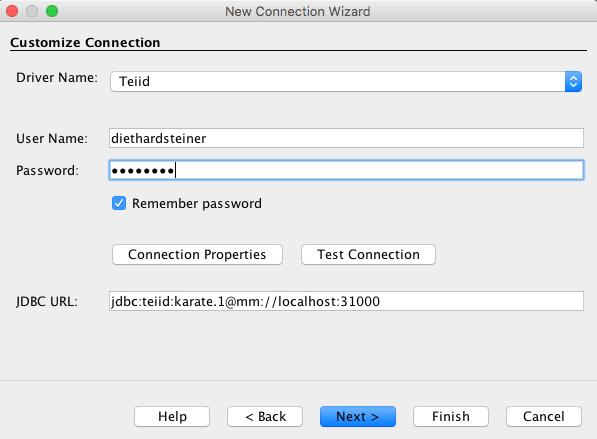 New Connection Wizard
Customize Connection
Driver Name: Teiid
User Name: diethardsteiner
Password: ••••••••
Remember password
Connection Properties Test Connection
JDBC URL: jdbc:teiid:karate.1@mm://localhost:31000
Help < Back Next > Finish Cancel